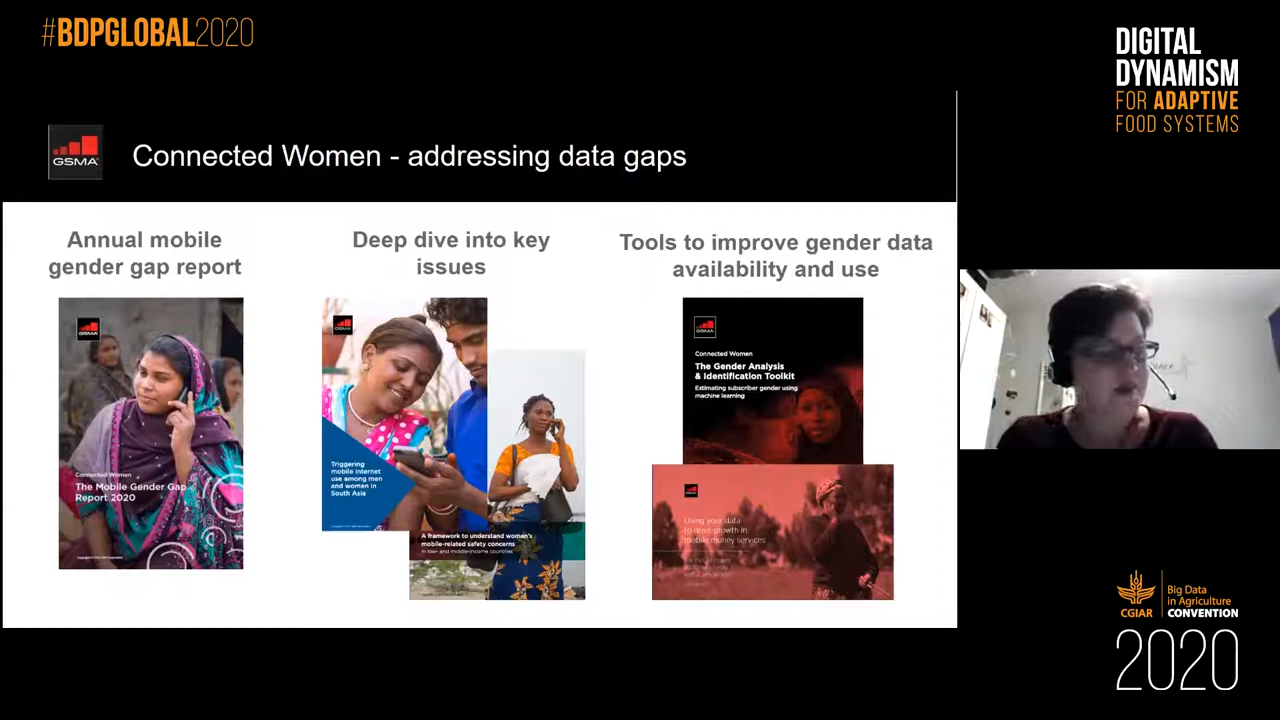 #BDPGLOBAL2020
DIGITAL
DYNAMISM
FOR ADAPTIVE
FOOD SYSTEMS
GSMA
Connected Women - addressing data gaps
Annual mobile
gender gap report
Deep dive into key
issues
Tools to improve gender data
availability and use
GSMA
Connected Women
The Mobile Gender Gap
Report 2020
GSMA
Triggering
mobile internet
use among men
and women in
South Asia
A framework to understand women's
mobile-related safety concerns
in low- and middle-income countries
GSMA
Connected Women
The Gender Analysis
& Identification Toolkit
Estimating subscriber gender using
machine learning
Using your data
to drive growth in
mobile money services
CGIAR
Big Data
in Agriculture
CONVENTION
2020